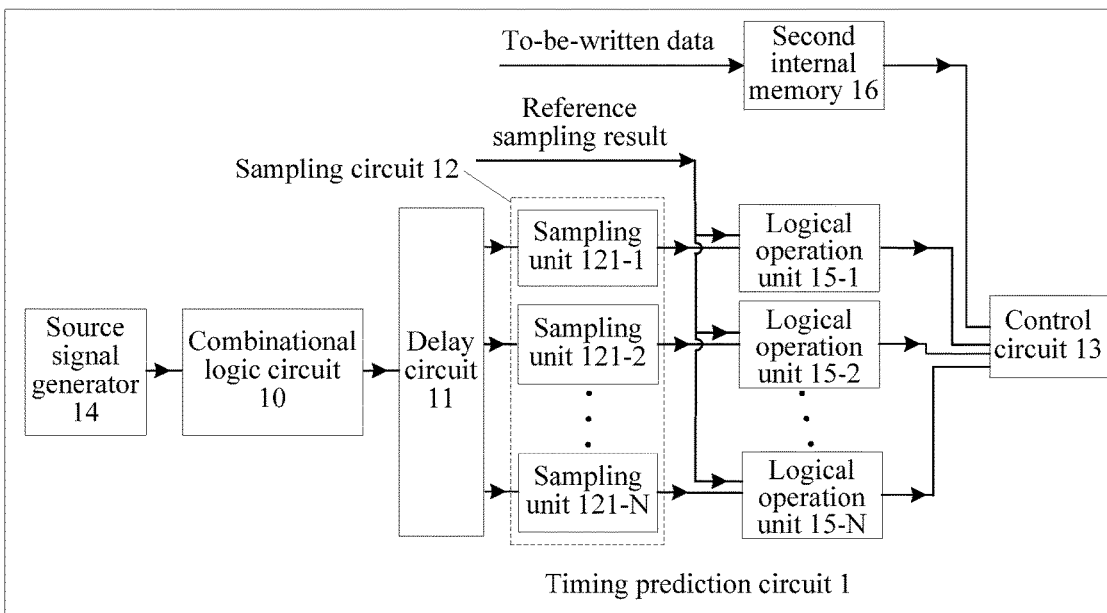 To-be-written data
Second
internal
memory 16
Reference
sampling result
Sampling circuit 12
Sampling
unit 121-1
Logical
operation
unit 15-1
Source
signal
generator
14
Combinational
logic circuit
10
Delay
circuit
11
Sampling
unit 121-2
Logical
operation
unit 15-2
Control
circuit 13
Sampling
unit 121-N
Logical
operation
unit 15-N
Timing prediction circuit 1